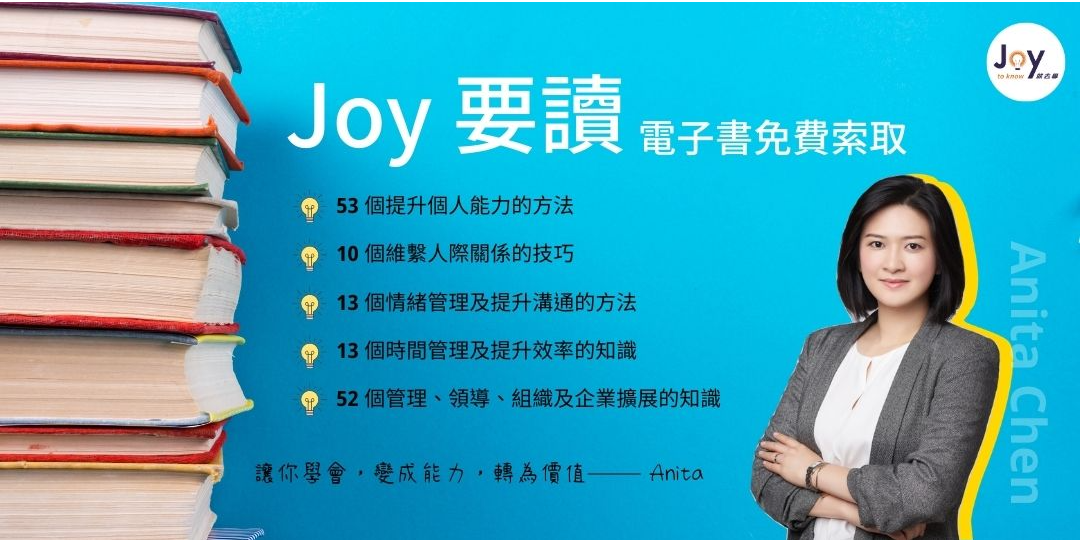 Joy
to know 就去學
Joy 要讀 電子書免費索取
53 個提升個人能力的方法
10 個維繫人際關係的技巧
13 個情緒管理及提升溝通的方法
13 個時間管理及提升效率的知識
52 個管理、領導、組織及企業擴展的知識
讓你學會，變成能力，轉為價值—— Anita
Anita Chen